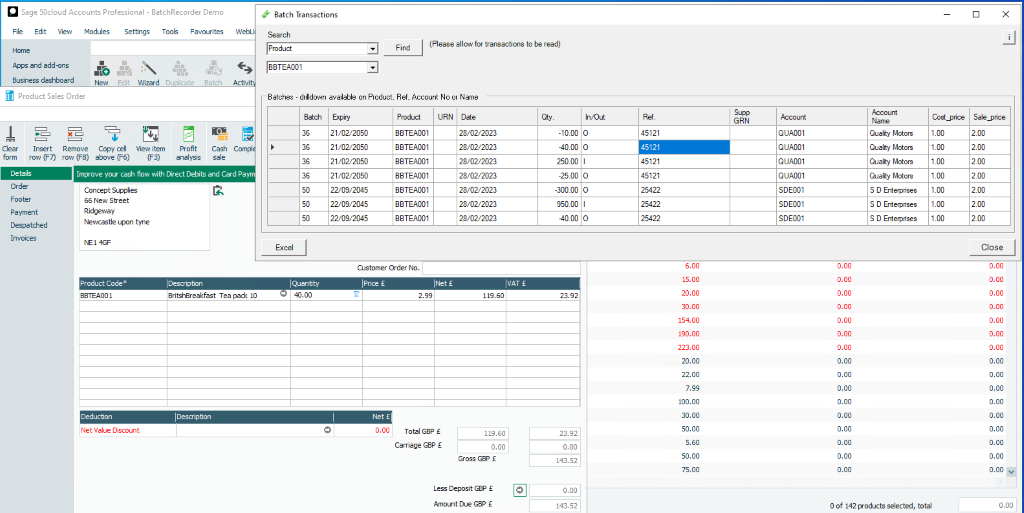 Sage 50cloud Accounts Professional - BatchRecorder Demo
File Edit View Modules Settings Tools Favourites WebLi
Home
Apps and add-ons
Business dashboard
New Edit Wizard Duplicate Batch Activity
Product Sales Order
Clear form
Insert row (F7)
Remove row (F8)
Copy cell above (F6)
View item (F3)
Profit analysis
Cash sale
Comple
Details
Order
Footer
Payment
Despatched
Invoices
Improve your cash flow with Direct Debits and Card Paym
Concept Supplies
66 New Street
Ridgeway
Newcastle upon tyne
NE1 4GF
Batch Transactions
Search
Product
Find
(Please allow for transactions to be read)
BBTEA001
Batches - drilldown available on Product, Ref, Account No or Name
Batch Expiry Product URN Date Qty. In/Out Ref. Supp GRN Account Account Name Cost_price Sale_price
36 21/02/2050 BBTEA001 28/02/2023 -10.00 O 45121 QUA001 Quality Motors 1.00 2.00
36 21/02/2050 BBTEA001 28/02/2023 -40.00 O 45121 QUA001 Quality Motors 1.00 2.00
36 21/02/2050 BBTEA001 28/02/2023 250.00 I 45121 QUA001 Quality Motors 1.00 2.00
36 21/02/2050 BBTEA001 28/02/2023 -25.00 O 45121 QUA001 Quality Motors 1.00 2.00
50 22/09/2045 BBTEA001 28/02/2023 -300.00 O 25422 SDE001 S D Enterprises 1.00 2.00
50 22/09/2045 BBTEA001 28/02/2023 950.00 I 25422 SDE001 S D Enterprises 1.00 2.00
50 22/09/2045 BBTEA001 28/02/2023 -40.00 O 25422 SDE001 S D Enterprises 1.00 2.00
Excel
Close
Customer Order No.
Product Code* Description Quantity Price £ Net £ VAT £
BBTEA001 BritshBreakfast Tea pack 10 40.00 2.99 119.60 23.92
Deduction Description Net £
Net Value Discount 0.00
Total GBP £ 119.60 23.92
Carriage GBP £ 0.00 0.00
Gross GBP £ 143.52
Less Deposit GBP £ 0.00
Amount Due GBP £ 143.52
6.00 0.00 0.00
15.00 0.00 0.00
20.00 0.00 0.00
30.00 0.00 0.00
154.00 0.00 0.00
190.00 0.00 0.00
223.00 0.00 0.00
20.00 0.00 0.00
22.00 0.00 0.00
7.99 0.00 0.00
100.00 0.00 0.00
30.00 0.00 0.00
50.00 0.00 0.00
5.60 0.00 0.00
50.00 0.00 0.00
75.00 0.00 0.00
0 of 142 products selected, total 0.00